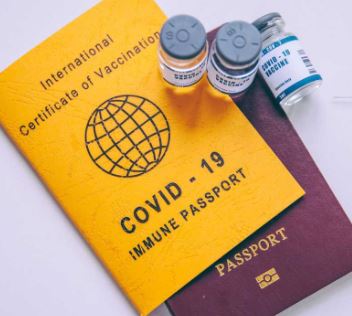 International
Certificate of Vaccination
COVID - 19
IMMUNE PASSPORT
PASSPORT
COVID - 19
VACCINE